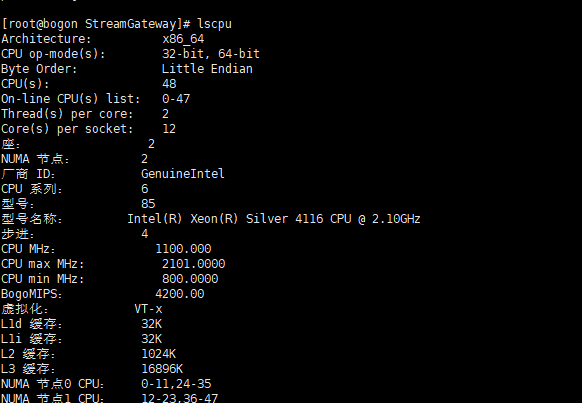 [root@bogon StreamGateway]# lscpu
Architecture: x86_64
CPU op-mode(s): 32-bit, 64-bit
Byte Order: Little Endian
CPU(s): 48
On-line CPU(s) list: 0-47
Thread(s) per core: 2
Core(s) per socket: 12
座: 2
NUMA 节点: 2
厂商 ID: GenuineIntel
CPU 系列: 6
型号: 85
型号名称: Intel(R) Xeon(R) Silver 4116 CPU @ 2.10GHz
步进: 4
CPU MHz: 1100.000
CPU max MHz: 2101.0000
CPU min MHz: 800.0000
BogoMIPS: 4200.00
虚拟化: VT-x
L1d 缓存: 32K
L1i 缓存: 32K
L2 缓存: 1024K
L3 缓存: 16896K
NUMA 节点0 CPU: 0-11,24-35
NUMA 节点1 CPU: 12-23,36-47